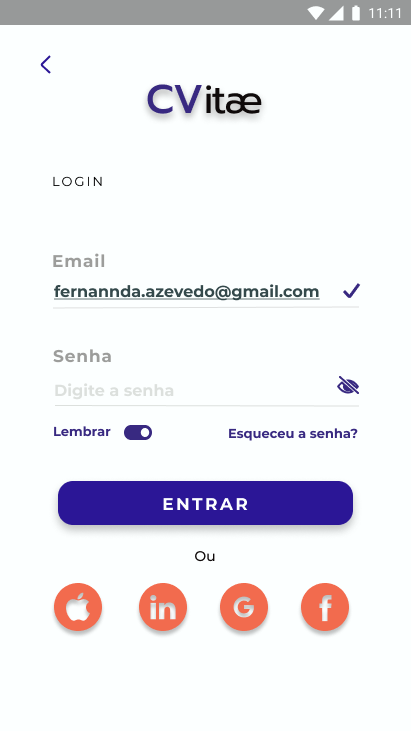 11:11
CVitæ
LOGIN
Email
fernannda.azevedo@gmail.com
Senha
Digite a senha
Lembrar
Esqueceu a senha?
ENTRAR
Ou
in
G
f